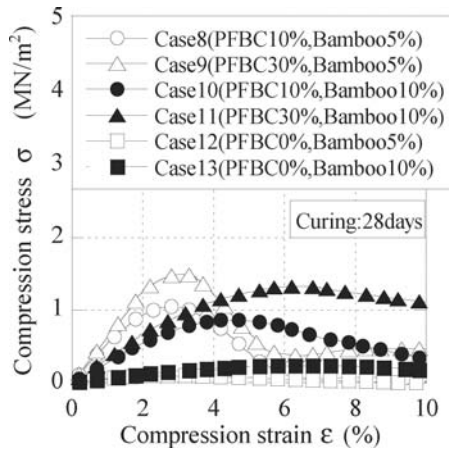 5
4
3
2
1
0
Compression stress σ (MN/m²)
Case8(PFBC10%,Bamboo5%)
Case9(PFBC30%,Bamboo5%)
Case10(PFBC10%,Bamboo10%)
Case11(PFBC30%,Bamboo10%)
Case12(PFBC0%,Bamboo5%)
Case13(PFBC0%,Bamboo10%)
Curing:28days
0 2 4 6 8 10
Compression strain ε (%)